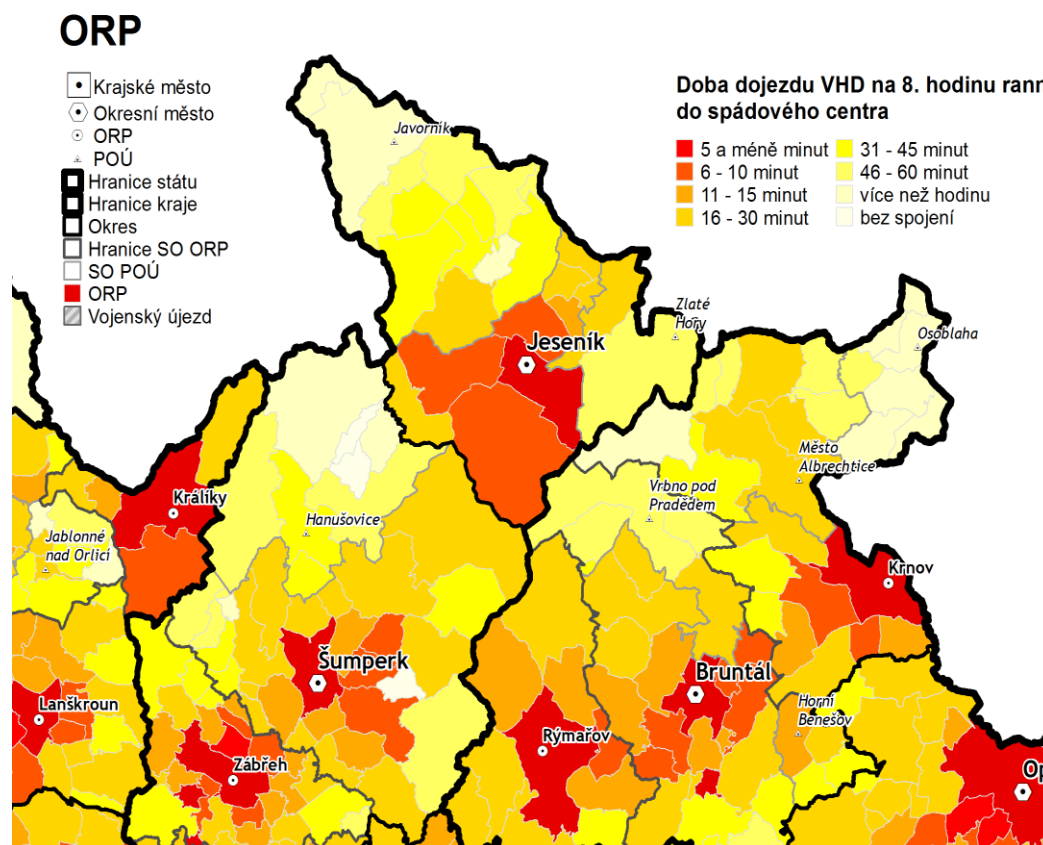 ORP
Krajské město
Okresní město
ORP
POÚ
Hranice státu
Hranice kraje
Okres
Hranice SO ORP
SO POÚ
ORP
Vojenský újezd
Doba dojezdu VHD na 8. hodinu rann
do spádového centra
5 a méně minut
6 - 10 minut
11 - 15 minut
16 - 30 minut
31 - 45 minut
46 - 60 minut
více než hodinu
bez spojení
Javorník
Zlaté
Hory
Jeseník
Osoblaha
Město
Albrechtice
Králíky
Vrbno pod
Pradědem
Hanušovice
Jablonné
nad Orlicí
Krnov
Šumperk
Bruntál
Lanškroun
Horní
Benešov
Rýmařov
Zábřeh
Op